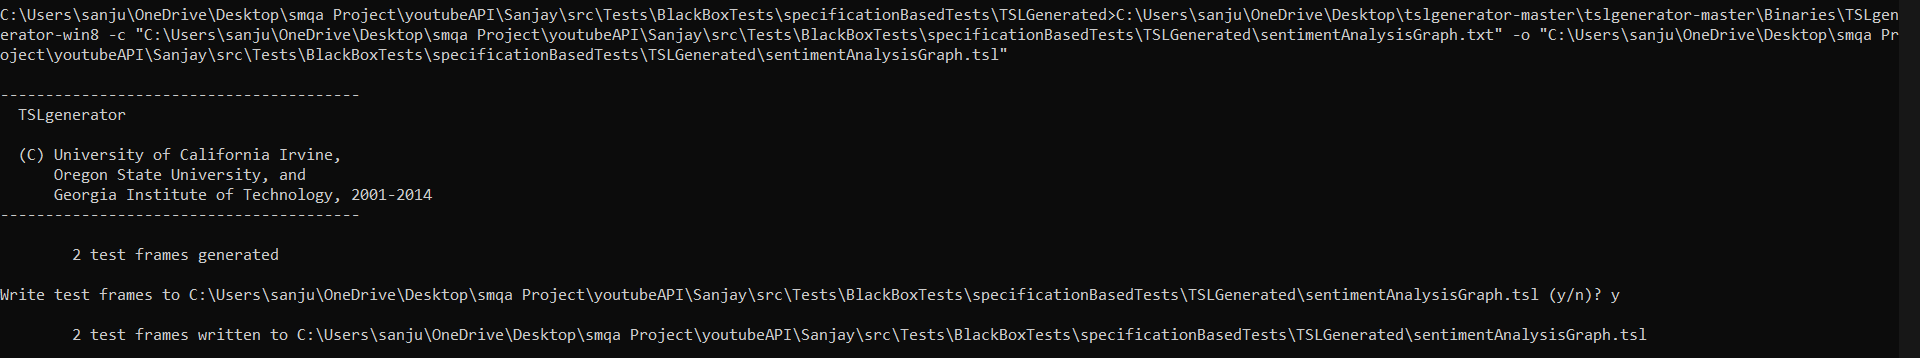 C:\Users\sanju\OneDrive\Desktop\smqa Project\youtubeAPI\Sanjay\src\Tests\BlackBoxTests\specificationBasedTests\TSLGenerated>C:\Users\sanju\OneDrive\Desktop\tslgenerator-master\tslgenerator-master\Binaries\TSLgen
erator-win8 -c "C:\Users\sanju\OneDrive\Desktop\smqa Project\youtubeAPI\Sanjay\src\Tests\BlackBoxTests\specificationBasedTests\TSLGenerated\sentimentAnalysisGraph.txt" -o "C:\Users\sanju\OneDrive\Desktop\smqa Pr
oject\youtubeAPI\Sanjay\src\Tests\BlackBoxTests\specificationBasedTests\TSLGenerated\sentimentAnalysisGraph.tsl"
----------------------------------------
TSLgenerator
(C) University of California Irvine,
Oregon State University, and
Georgia Institute of Technology, 2001-2014
----------------------------------------
2 test frames generated
Write test frames to C:\Users\sanju\OneDrive\Desktop\smqa Project\youtubeAPI\Sanjay\src\Tests\BlackBoxTests\specificationBasedTests\TSLGenerated\sentimentAnalysisGraph.tsl (y/n)? y
2 test frames written to C:\Users\sanju\OneDrive\Desktop\smqa Project\youtubeAPI\Sanjay\src\Tests\BlackBoxTests\specificationBasedTests\TSLGenerated\sentimentAnalysisGraph.tsl